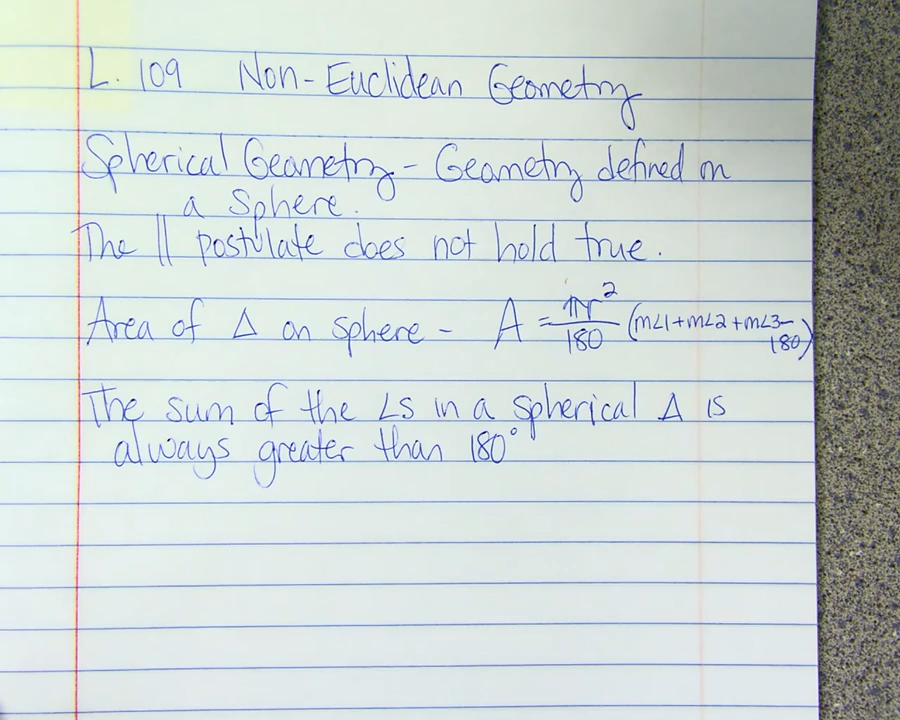 L. 109 Non-Euclidean Geometry
Spherical Geometry - Geometry defined on
a Sphere.
The || postulate does not hold true.
Area of Δ on sphere - A = πr²/180 (m∠1+m∠2+m∠3-180)
The sum of the ∠s in a spherical Δ is
always greater than 180°